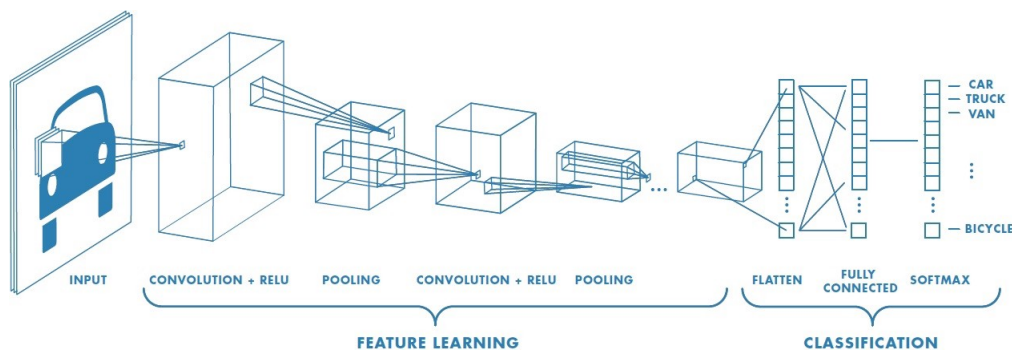 CAR
TRUCK
VAN
BICYCLE
INPUT
CONVOLUTION + RELU
POOLING
CONVOLUTION + RELU
POOLING
FLATTEN
FULLY
CONNECTED
SOFTMAX
FEATURE LEARNING
CLASSIFICATION